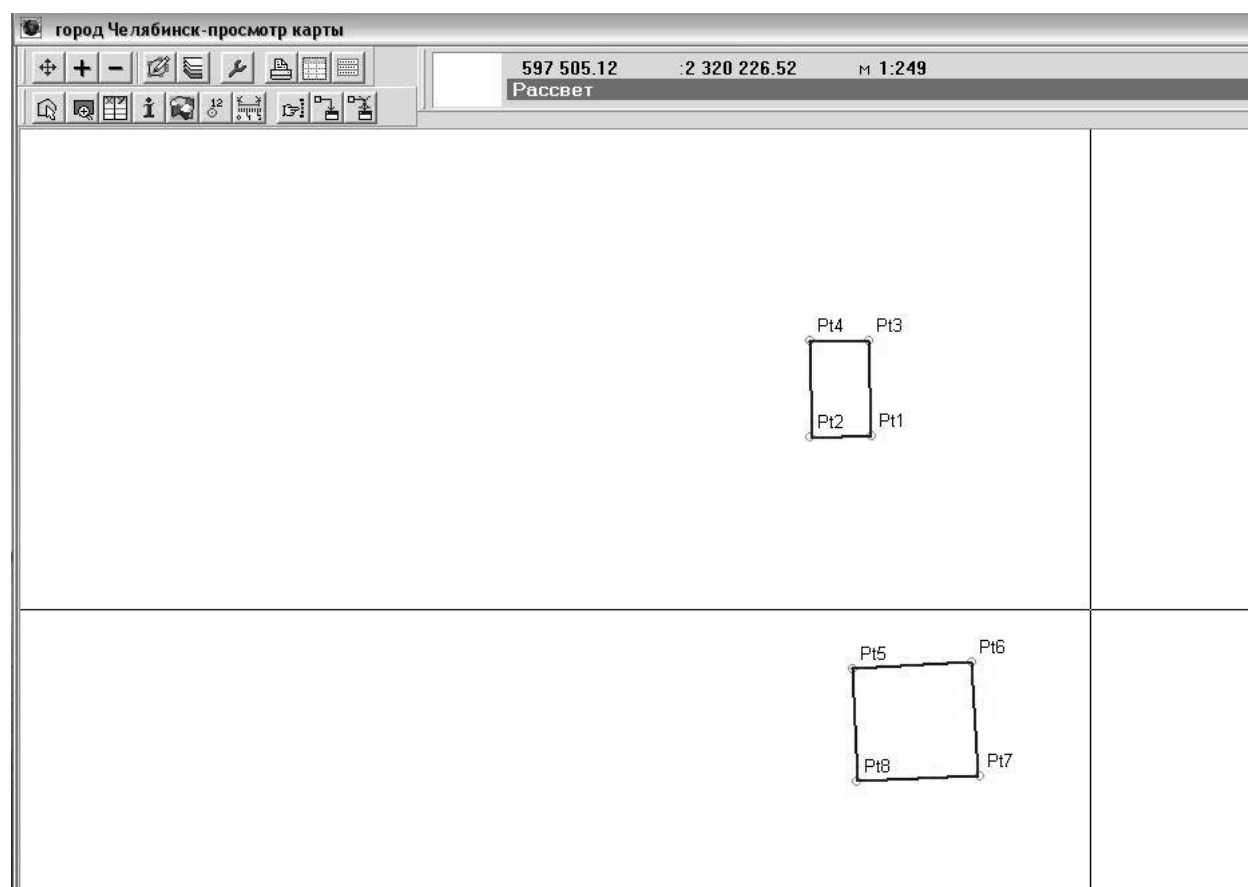 город Челябинск-просмотр карты
597 505.12 :2 320 226.52 м 1:249
Рассвет
12
Pt4 Pt3
Pt2 Pt1
Pt5 Pt6
Pt8 Pt7